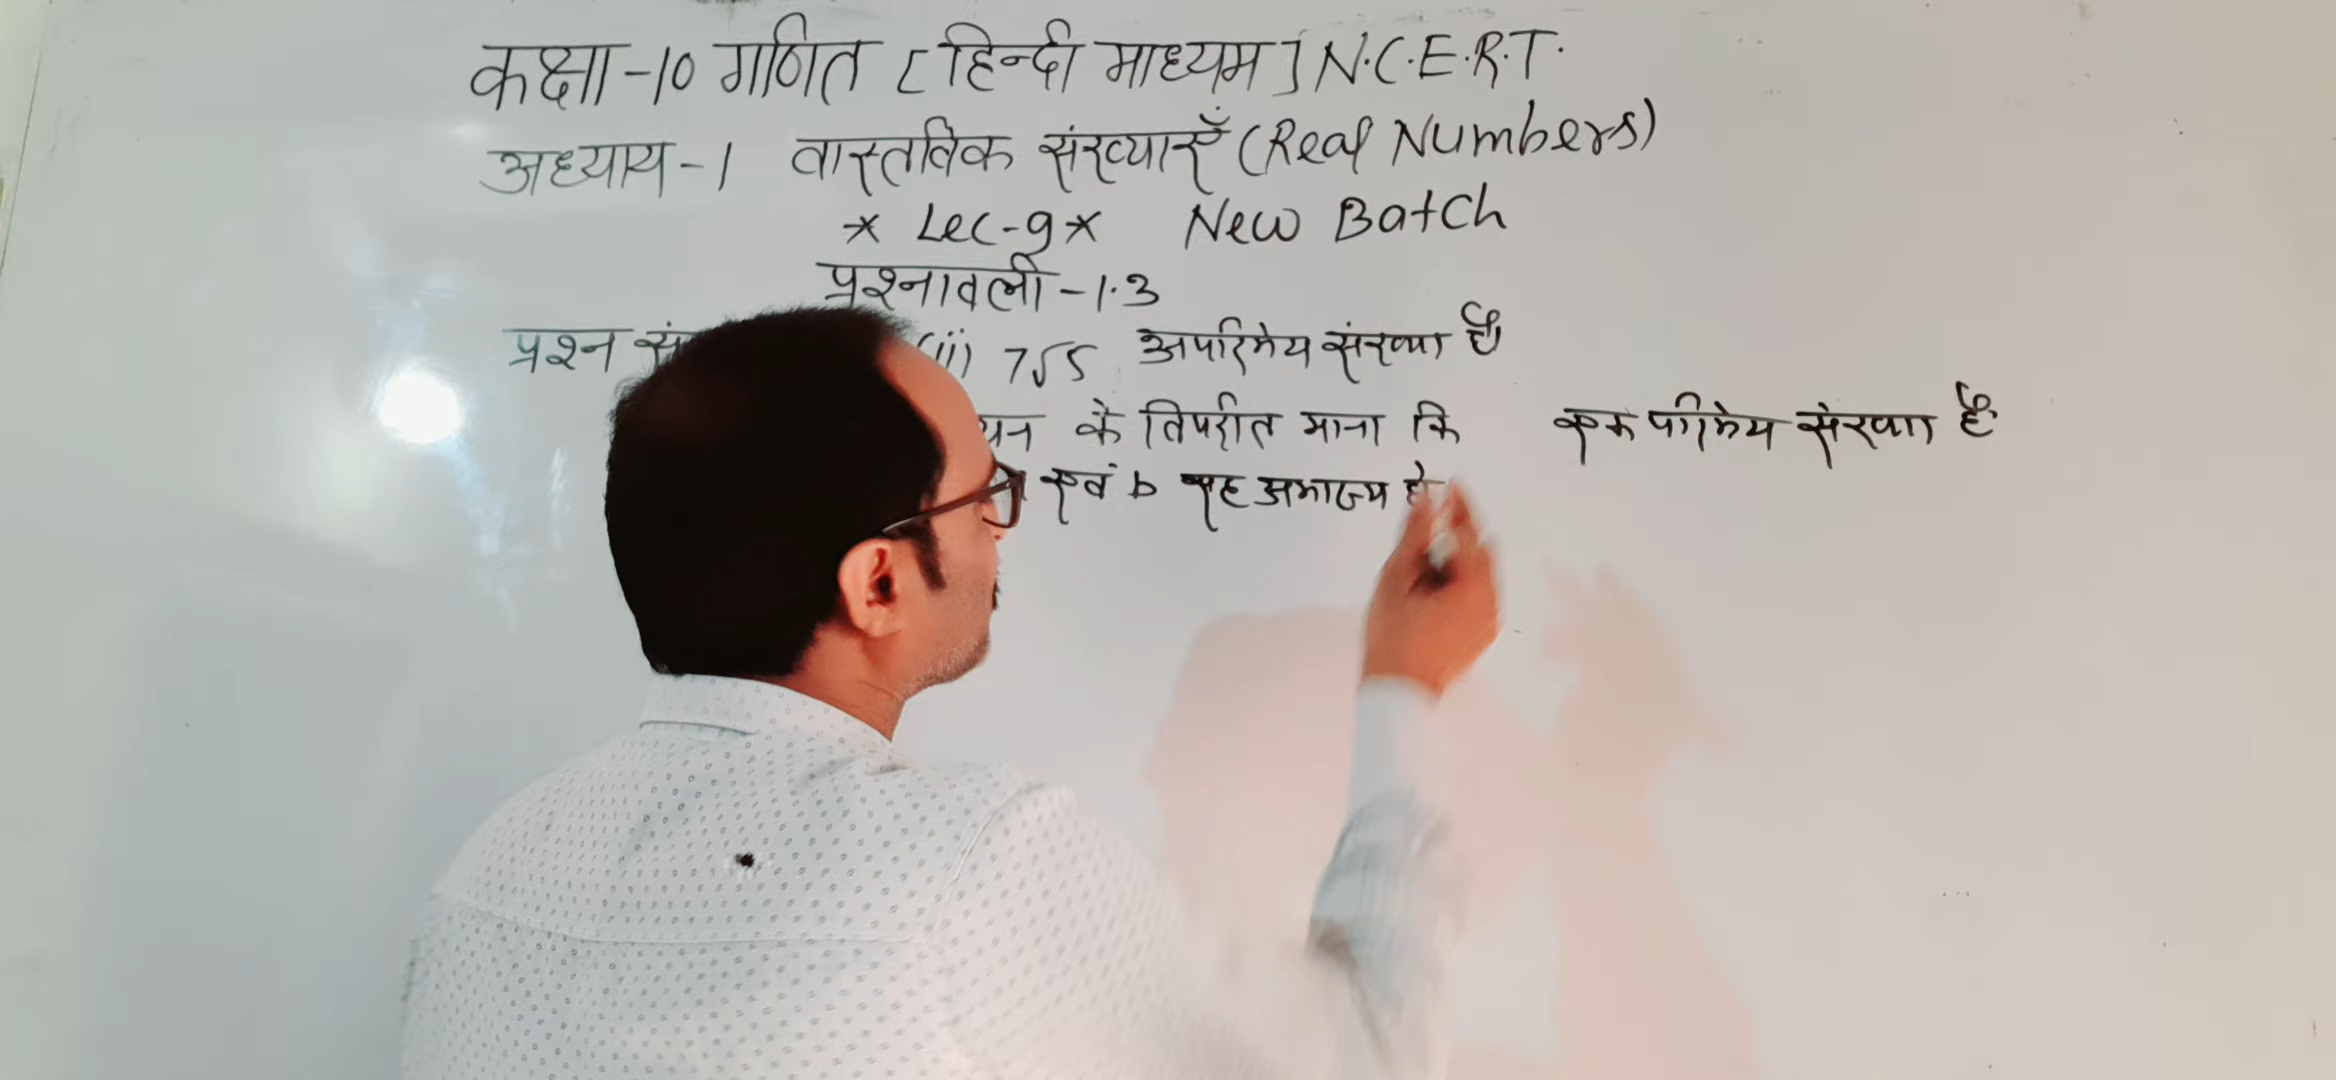 कक्षा-10 गणित [हिन्दी माध्यम] N.C.E.R.T.
अध्याय-1 वास्तविक संख्याएँ (Real Numbers)
* Lec-9 * New Batch
प्रश्नावली-1.3
प्रश्न (ii) 7√5 अपरिमेय संख्या है
के विपरीत माना कि एक परिमेय संख्या है
एवं b सह अभाज्य